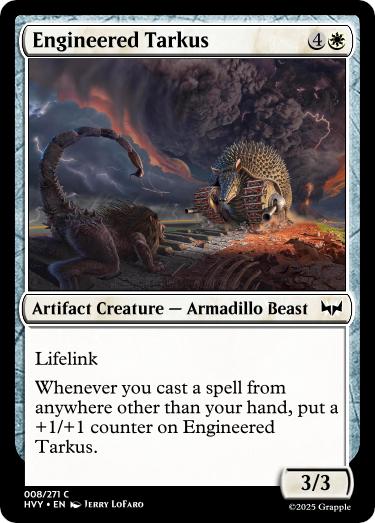 Engineered Tarkus 4
Artifact Creature — Armadillo Beast
Lifelink
Whenever you cast a spell from
anywhere other than your hand, put a
+1/+1 counter on Engineered
Tarkus.
3/3
008/271 C
HVY • EN Jerry LoFaro
©2025 Grapple